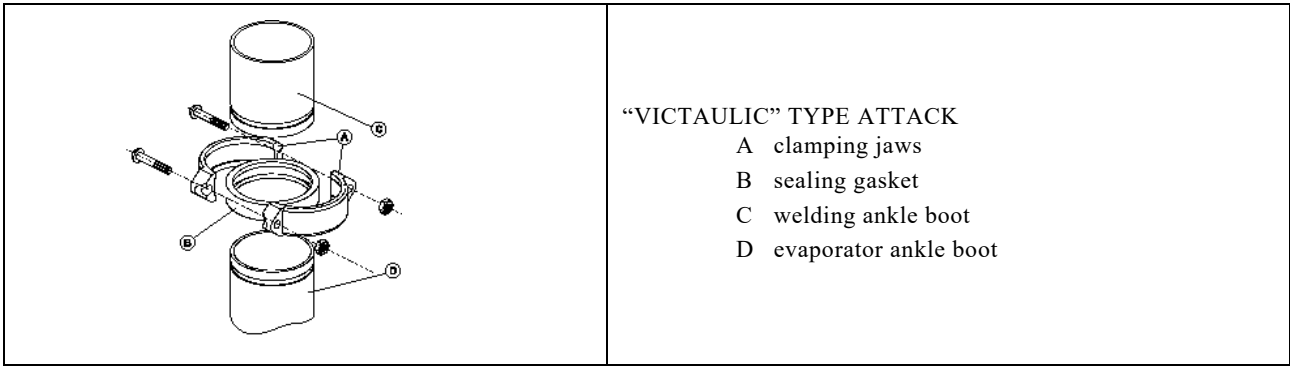 C
A
B
D
“VICTAULIC” TYPE ATTACK
A clamping jaws
B sealing gasket
C welding ankle boot
D evaporator ankle boot